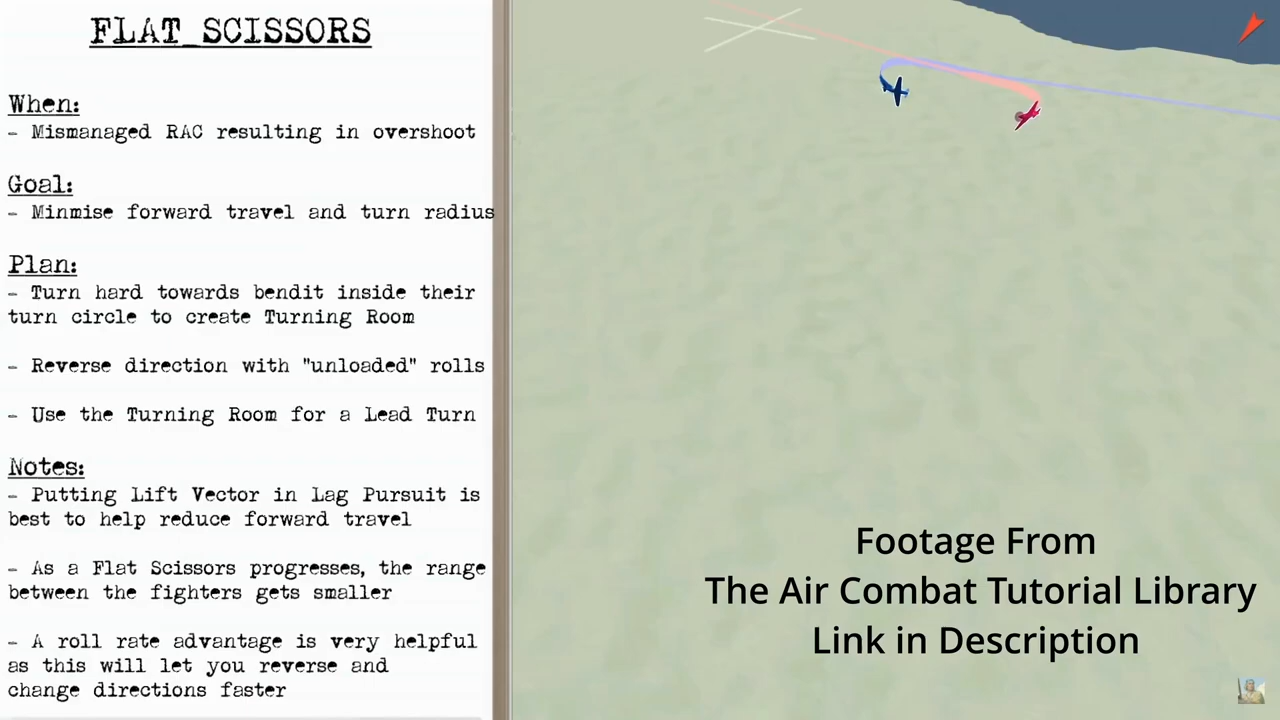 FLAT SCISSORS
When:
- Mismanaged RAC resulting in overshoot
Goal:
- Minmise forward travel and turn radius
Plan:
- Turn hard towards bendit inside their
turn circle to create Turning Room
- Reverse direction with "unloaded" rolls
- Use the Turning Room for a Lead Turn
Notes:
- Putting Lift Vector in Lag Pursuit is
best to help reduce forward travel
- As a Flat Scissors progresses, the range
between the fighters gets smaller
- A roll rate advantage is very helpful
as this will let you reverse and
change directions faster
Footage From
The Air Combat Tutorial Library
Link in Description